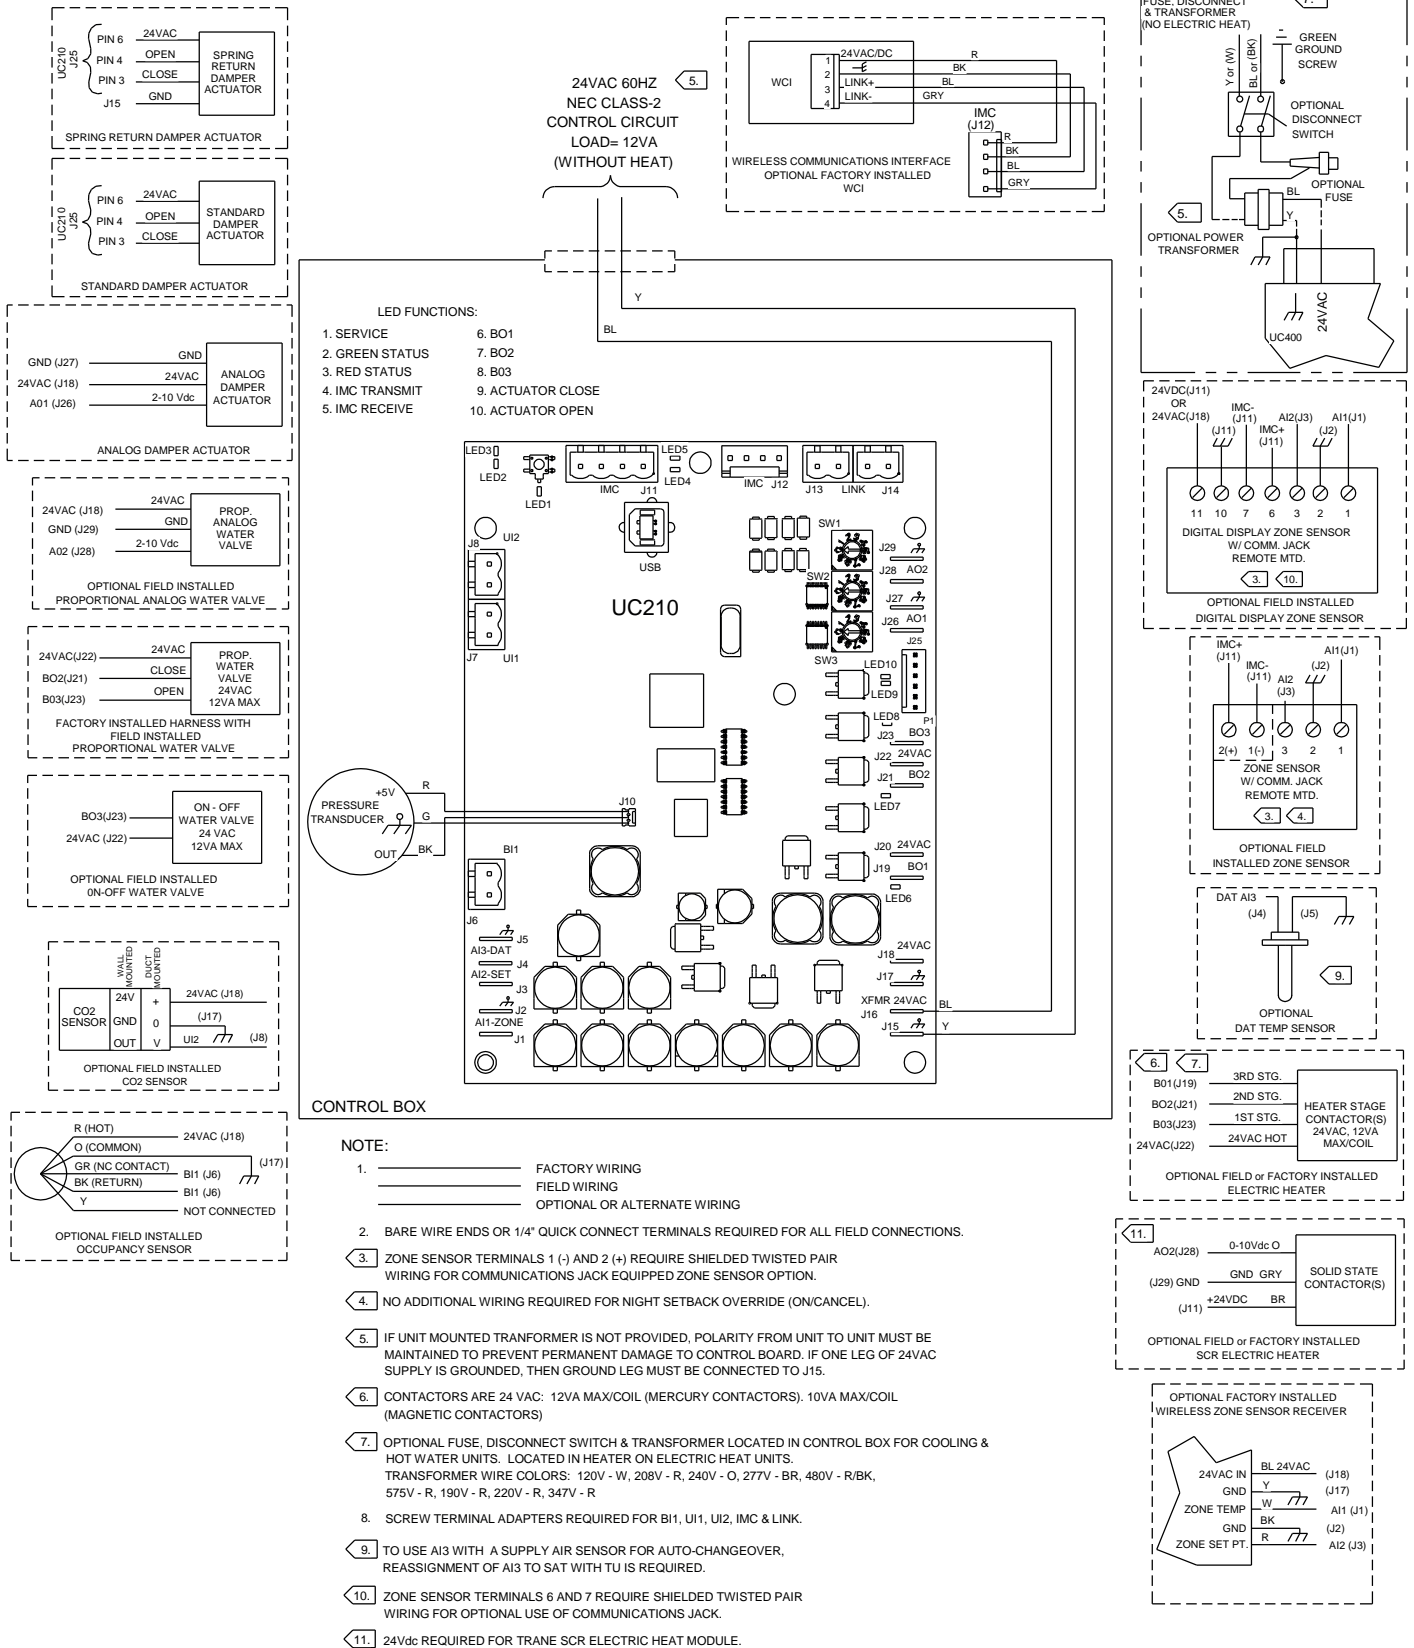 UC210
J25
PIN 6 24VAC
PIN 4 OPEN
PIN 3 CLOSE
J15 GND
SPRING
RETURN
DAMPER
ACTUATOR
SPRING RETURN DAMPER ACTUATOR
UC210
J25
PIN 6 24VAC
PIN 4 OPEN
PIN 3 CLOSE
STANDARD
DAMPER
ACTUATOR
STANDARD DAMPER ACTUATOR
GND (J27) GND
24VAC (J18) 24VAC
A01 (J26) 2-10 Vdc
ANALOG
DAMPER
ACTUATOR
ANALOG DAMPER ACTUATOR
24VAC (J18) 24VAC
GND (J29) GND
A02 (J28) 2-10 Vdc
PROP.
ANALOG
WATER
VALVE
OPTIONAL FIELD INSTALLED
PROPORTIONAL ANALOG WATER VALVE
24VAC(J22) 24VAC
BO2(J21) CLOSE
B03(J23) OPEN
PROP.
WATER
VALVE
24VAC
12VA MAX
FACTORY INSTALLED HARNESS WITH
FIELD INSTALLED
PROPORTIONAL WATER VALVE
BO3(J23)
24VAC (J22)
ON - OFF
WATER VALVE
24 VAC
12VA MAX
OPTIONAL FIELD INSTALLED
0N-OFF WATER VALVE
WALL
MOUNTED
DUCT
MOUNTED
CO2
SENSOR
24V + 24VAC (J18)
GND 0 (J17)
OUT V UI2 (J8)
OPTIONAL FIELD INSTALLED
CO2 SENSOR
R (HOT) 24VAC (J18)
O (COMMON) (J17)
GR (NC CONTACT) BI1 (J6)
BK (RETURN) BI1 (J6)
Y NOT CONNECTED
OPTIONAL FIELD INSTALLED
OCCUPANCY SENSOR
24VAC 60HZ
NEC CLASS-2
CONTROL CIRCUIT
LOAD= 12VA
(WITHOUT HEAT)
5.
WCI
1 24VAC/DC R
2 BK
3 LINK+ BL
4 LINK- GRY
IMC
(J12)
R
BK
BL
GRY
WIRELESS COMMUNICATIONS INTERFACE
OPTIONAL FACTORY INSTALLED
WCI
Y
BL
LED FUNCTIONS:
1. SERVICE 6. BO1
2. GREEN STATUS 7. BO2
3. RED STATUS 8. B03
4. IMC TRANSMIT 9. ACTUATOR CLOSE
5. IMC RECEIVE 10. ACTUATOR OPEN
LED3
LED2
LED1
IMC J11
LED5
LED4
IMC J12
J13 LINK J14
USB
J8 UI2
J7 UI1
UC210
SW1
SW2
SW3
J29
J28 AO2
J27
J26 AO1
J25
LED10
LED9
P1
LED8
J23 BO3
J22 24VAC
J21 BO2
LED7
J20 24VAC
J19 BO1
LED6
J18 24VAC
J17
XFMR 24VAC
J16 BL
J15 Y
PRESSURE
TRANSDUCER
+5V R
G
OUT BK
J10
BI1
J6
J5
AI3-DAT
J4
AI2-SET
J3
J2
AI1-ZONE
J1
CONTROL BOX
FUSE, DISCONNECT
& TRANSFORMER
(NO ELECTRIC HEAT)
7.
Y or (W)
BL or (BK)
GREEN
GROUND
SCREW
OPTIONAL
DISCONNECT
SWITCH
OPTIONAL
FUSE
BL
Y
5.
OPTIONAL POWER
TRANSFORMER
UC400
24VAC
24VDC(J11)
OR
24VAC(J18)
(J11)
IMC-
(J11)
IMC+
(J11)
AI2(J3)
(J2)
AI1(J1)
11 10 7 6 3 2 1
DIGITAL DISPLAY ZONE SENSOR
W/ COMM. JACK
REMOTE MTD.
3. 10.
OPTIONAL FIELD INSTALLED
DIGITAL DISPLAY ZONE SENSOR
IMC+
(J11)
IMC-
(J11)
AI2
(J3)
(J2)
AI1(J1)
2(+) 1(-) 3 2 1
ZONE SENSOR
W/ COMM. JACK
REMOTE MTD.
3. 4.
OPTIONAL FIELD
INSTALLED ZONE SENSOR
DAT AI3
(J4) (J5)
9.
OPTIONAL
DAT TEMP SENSOR
6. 7.
B01(J19) 3RD STG.
BO2(J21) 2ND STG.
B03(J23) 1ST STG.
24VAC(J22) 24VAC HOT
HEATER STAGE
CONTACTOR(S)
24VAC, 12VA
MAX/COIL
OPTIONAL FIELD or FACTORY INSTALLED
ELECTRIC HEATER
11.
AO2(J28) 0-10Vdc O
(J29) GND GND GRY
(J11) +24VDC BR
SOLID STATE
CONTACTOR(S)
OPTIONAL FIELD or FACTORY INSTALLED
SCR ELECTRIC HEATER
OPTIONAL FACTORY INSTALLED
WIRELESS ZONE SENSOR RECEIVER
24VAC IN BL 24VAC (J18)
GND Y (J17)
ZONE TEMP W AI1 (J1)
GND BK (J2)
ZONE SET PT. R AI2 (J3)
NOTE:
1. FACTORY WIRING
FIELD WIRING
OPTIONAL OR ALTERNATE WIRING
2. BARE WIRE ENDS OR 1/4" QUICK CONNECT TERMINALS REQUIRED FOR ALL FIELD CONNECTIONS.
3. ZONE SENSOR TERMINALS 1 (-) AND 2 (+) REQUIRE SHIELDED TWISTED PAIR
WIRING FOR COMMUNICATIONS JACK EQUIPPED ZONE SENSOR OPTION.
4. NO ADDITIONAL WIRING REQUIRED FOR NIGHT SETBACK OVERRIDE (ON/CANCEL).
5. IF UNIT MOUNTED TRANFORMER IS NOT PROVIDED, POLARITY FROM UNIT TO UNIT MUST BE
MAINTAINED TO PREVENT PERMANENT DAMAGE TO CONTROL BOARD. IF ONE LEG OF 24VAC
SUPPLY IS GROUNDED, THEN GROUND LEG MUST BE CONNECTED TO J15.
6. CONTACTORS ARE 24 VAC: 12VA MAX/COIL (MERCURY CONTACTORS). 10VA MAX/COIL
(MAGNETIC CONTACTORS)
7. OPTIONAL FUSE, DISCONNECT SWITCH & TRANSFORMER LOCATED IN CONTROL BOX FOR COOLING &
HOT WATER UNITS. LOCATED IN HEATER ON ELECTRIC HEAT UNITS.
TRANSFORMER WIRE COLORS: 120V - W, 208V - R, 240V - O, 277V - BR, 480V - R/BK,
575V - R, 190V - R, 220V - R, 347V - R
8. SCREW TERMINAL ADAPTERS REQUIRED FOR BI1, UI1, UI2, IMC & LINK.
9. TO USE AI3 WITH A SUPPLY AIR SENSOR FOR AUTO-CHANGEOVER,
REASSIGNMENT OF AI3 TO SAT WITH TU IS REQUIRED.
10. ZONE SENSOR TERMINALS 6 AND 7 REQUIRE SHIELDED TWISTED PAIR
WIRING FOR OPTIONAL USE OF COMMUNICATIONS JACK.
11. 24Vdc REQUIRED FOR TRANE SCR ELECTRIC HEAT MODULE.